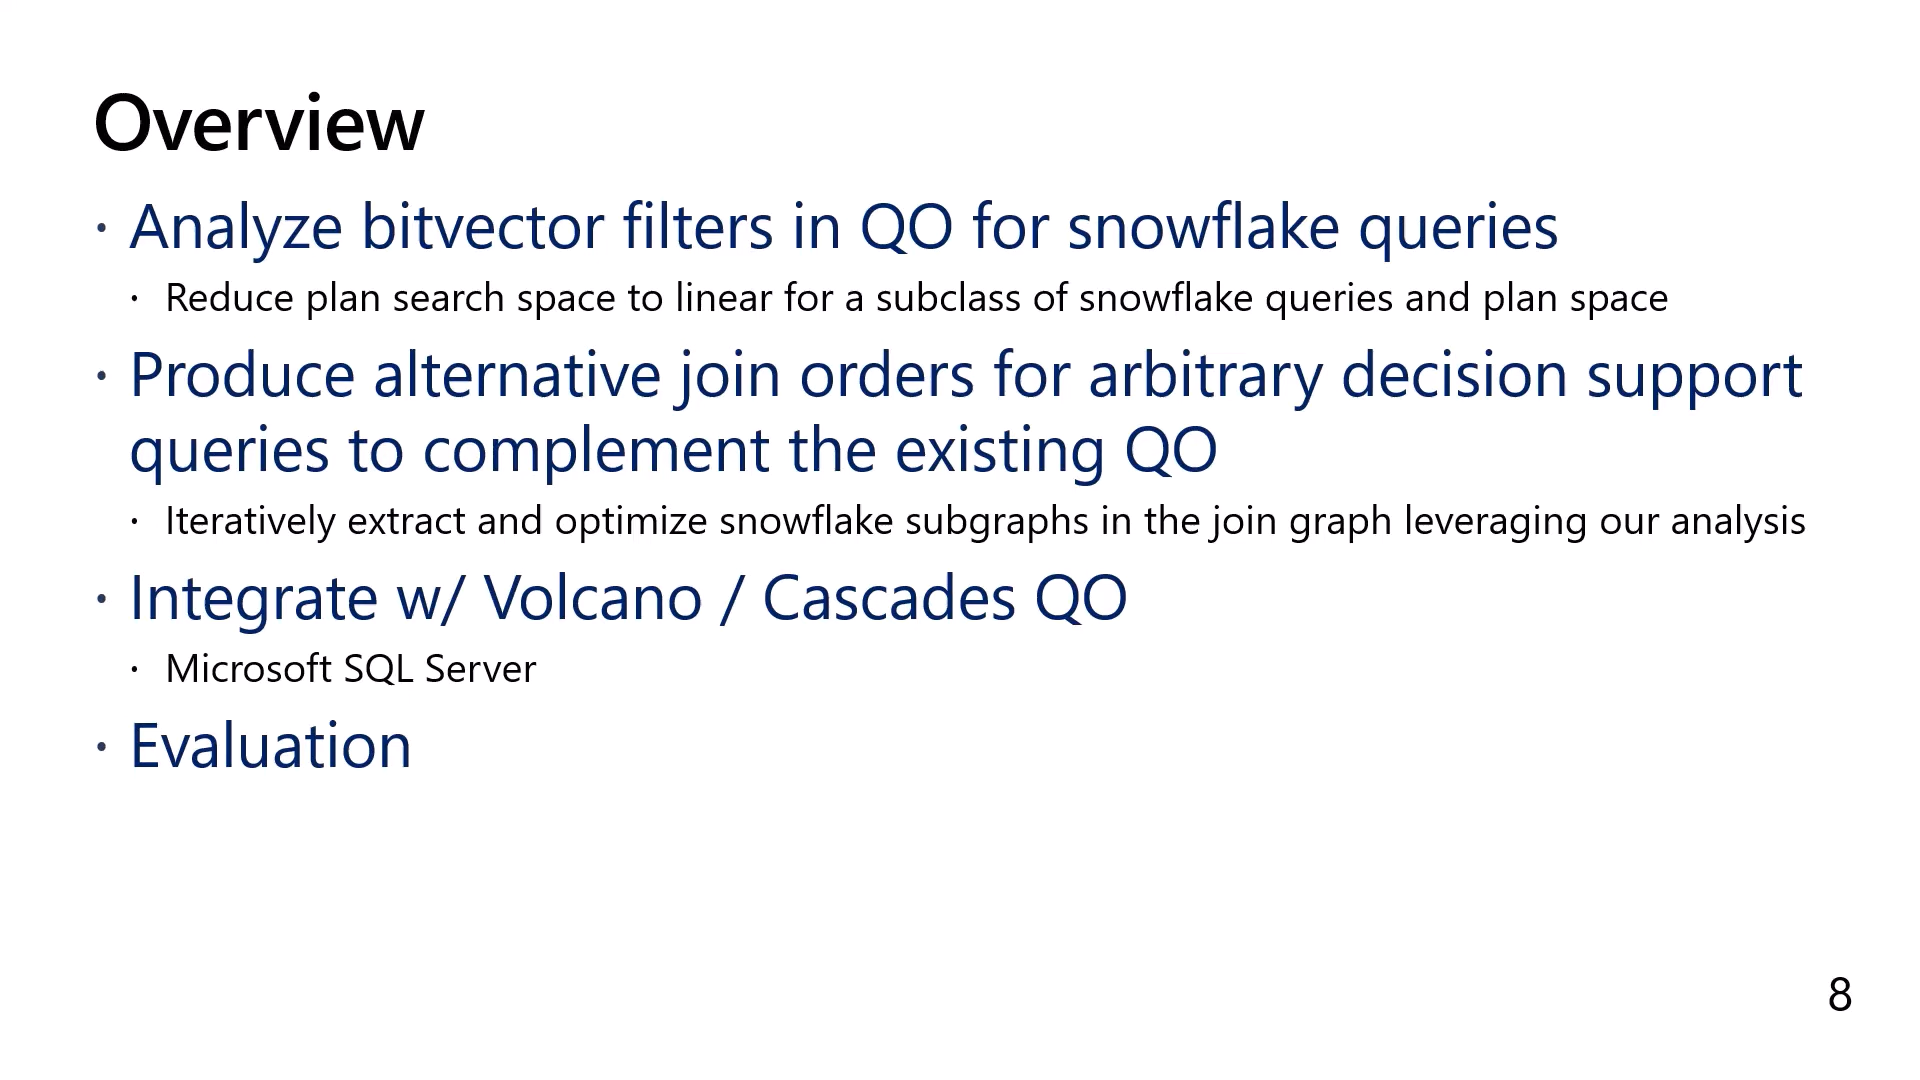 Overview
· Analyze bitvector filters in QO for snowflake queries
· Reduce plan search space to linear for a subclass of snowflake queries and plan space
· Produce alternative join orders for arbitrary decision support
queries to complement the existing QO
· Iteratively extract and optimize snowflake subgraphs in the join graph leveraging our analysis
· Integrate w/ Volcano / Cascades QO
· Microsoft SQL Server
· Evaluation
8